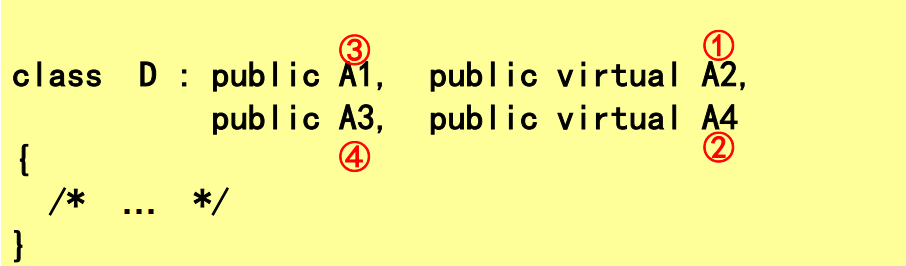 ③ ①
class D : public A1, public virtual A2,
public A3, public virtual A4
{ ④ ②
/* … */
}